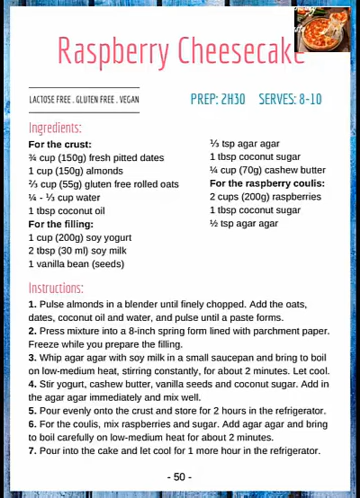 Raspberry Cheesecake
LACTOSE FREE . GLUTEN FREE . VEGAN
PREP: 2H30 SERVES: 8-10
Ingredients:
For the crust:
¾ cup (150g) fresh pitted dates
1 cup (150g) almonds
⅔ cup (55g) gluten free rolled oats
¼ - ⅓ cup water
1 tbsp coconut oil
For the filling:
1 cup (200g) soy yogurt
2 tbsp (30 ml) soy milk
1 vanilla bean (seeds)
⅓ tsp agar agar
1 tbsp coconut sugar
¼ cup (70g) cashew butter
For the raspberry coulis:
2 cups (200g) raspberries
1 tbsp coconut sugar
½ tsp agar agar
Instructions:
1. Pulse almonds in a blender until finely chopped. Add the oats,
dates, coconut oil and water, and pulse until a paste forms.
2. Press mixture into a 8-inch spring form lined with parchment paper.
Freeze while you prepare the filling.
3. Whip agar agar with soy milk in a small saucepan and bring to boil
on low-medium heat, stirring constantly, for about 2 minutes. Let cool.
4. Stir yogurt, cashew butter, vanilla seeds and coconut sugar. Add in
the agar agar immediately and mix well.
5. Pour evenly onto the crust and store for 2 hours in the refrigerator.
6. For the coulis, mix raspberries and sugar. Add agar agar and bring
to boil carefully on low-medium heat for about 2 minutes.
7. Pour into the cake and let cool for 1 more hour in the refrigerator.
- 50 -